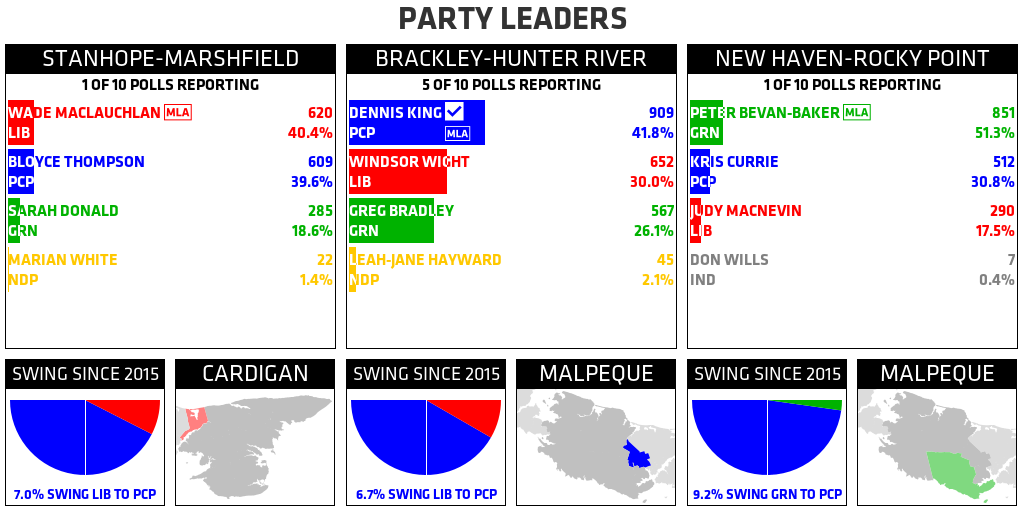 PARTY LEADERS
STANHOPE-MARSHFIELD
1 OF 10 POLLS REPORTING
WADE MACLAUCHLAN MLA 620
LIB 40.4%
BLOYCE THOMPSON 609
PCP 39.6%
SARAH DONALD 285
GRN 18.6%
MARIAN WHITE 22
NDP 1.4%
BRACKLEY-HUNTER RIVER
5 OF 10 POLLS REPORTING
DENNIS KING 909
PCP MLA 41.8%
WINDSOR WIGHT 652
LIB 30.0%
GREG BRADLEY 567
GRN 26.1%
LEAH-JANE HAYWARD 45
NDP 2.1%
NEW HAVEN-ROCKY POINT
1 OF 10 POLLS REPORTING
PETER BEVAN-BAKER MLA 851
GRN 51.3%
KRIS CURRIE 512
PCP 30.8%
JUDY MACNEVIN 290
LIB 17.5%
DON WILLS 7
IND 0.4%
SWING SINCE 2015
7.0% SWING LIB TO PCP
CARDIGAN
SWING SINCE 2015
6.7% SWING LIB TO PCP
MALPEQUE
SWING SINCE 2015
9.2% SWING GRN TO PCP
MALPEQUE